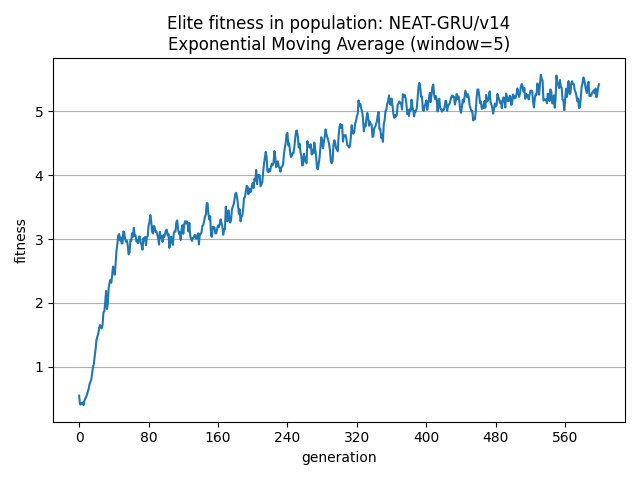 Elite fitness in population: NEAT-GRU/v14
Exponential Moving Average (window=5)
fitness
5
4
3
2
1
0 80 160 240 320 400 480 560
generation